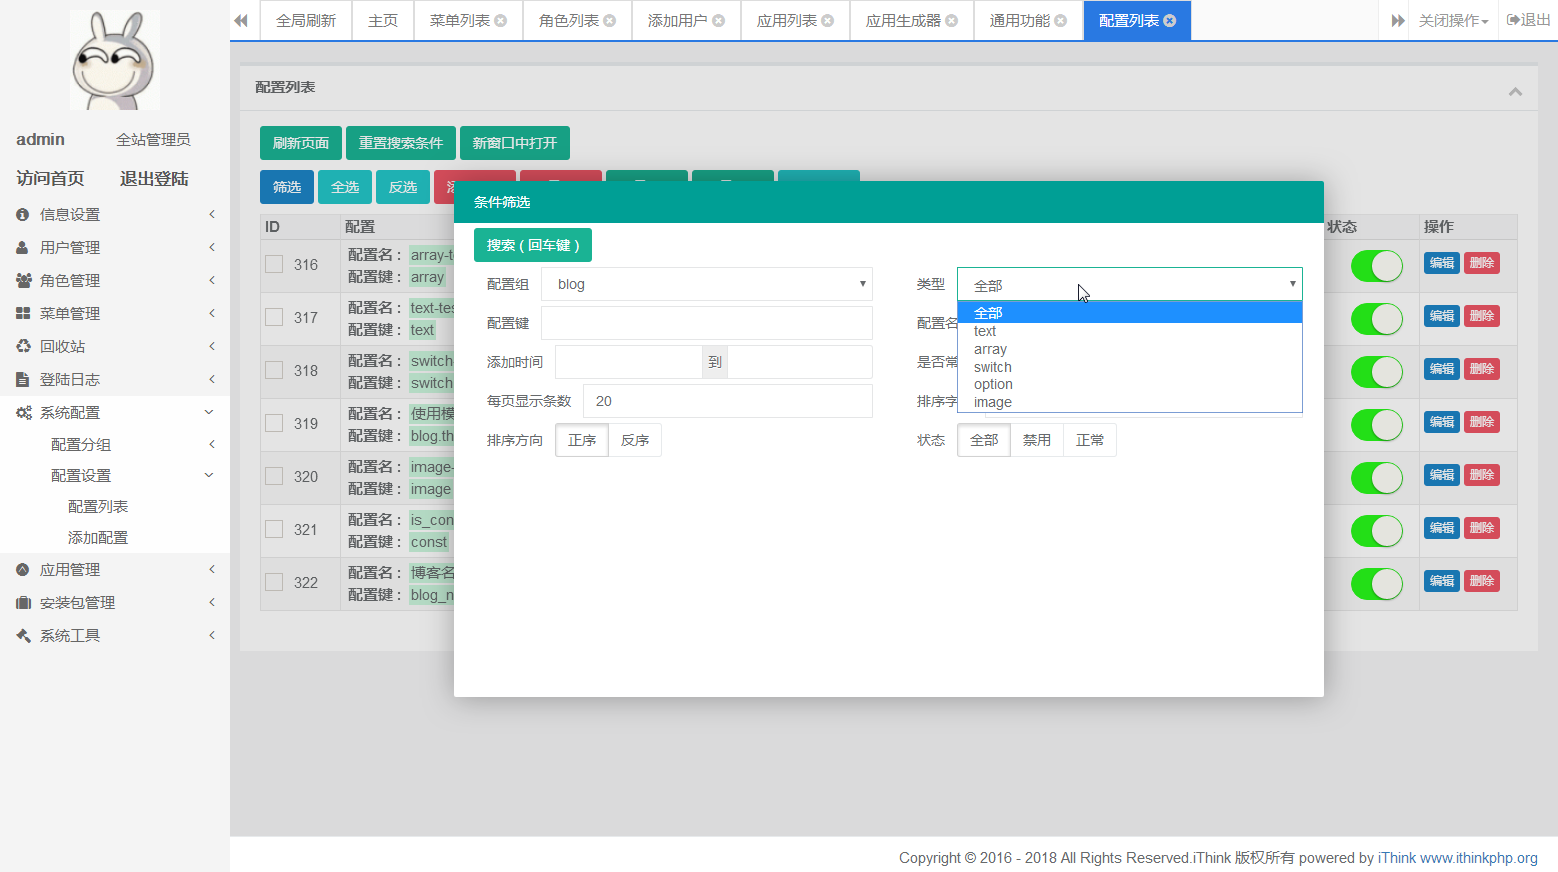 全局刷新 主页 菜单列表 角色列表 添加用户 应用列表 应用生成器 通用功能 配置列表 关闭操作 退出
admin 全站管理员
访问首页 退出登陆
信息设置
用户管理
角色管理
菜单管理
回收站
登陆日志
系统配置
配置分组
配置设置
配置列表
添加配置
应用管理
安装包管理
系统工具
配置列表
刷新页面 重置搜索条件 新窗口中打开
筛选 全选 反选
ID 配置 状态 操作
316 配置名： array-t 编辑 删除
配置键： array
317 配置名： text-tes 编辑 删除
配置键： text
318 配置名： switch 编辑 删除
配置键： switch
319 配置名： 使用模 编辑 删除
配置键： blog.th
320 配置名： image- 编辑 删除
配置键： image
321 配置名： is_con 编辑 删除
配置键： const
322 配置名： 博客名 编辑 删除
配置键： blog_n
条件筛选
搜索 ( 回车键 )
配置组 blog 类型 全部
全部
text
array
switch
option
image
配置键 配置名
添加时间 到 是否常
每页显示条数 20 排序字
排序方向 正序 反序 状态 全部 禁用 正常
Copyright © 2016 - 2018 All Rights Reserved.iThink 版权所有 powered by iThink www.ithinkphp.org